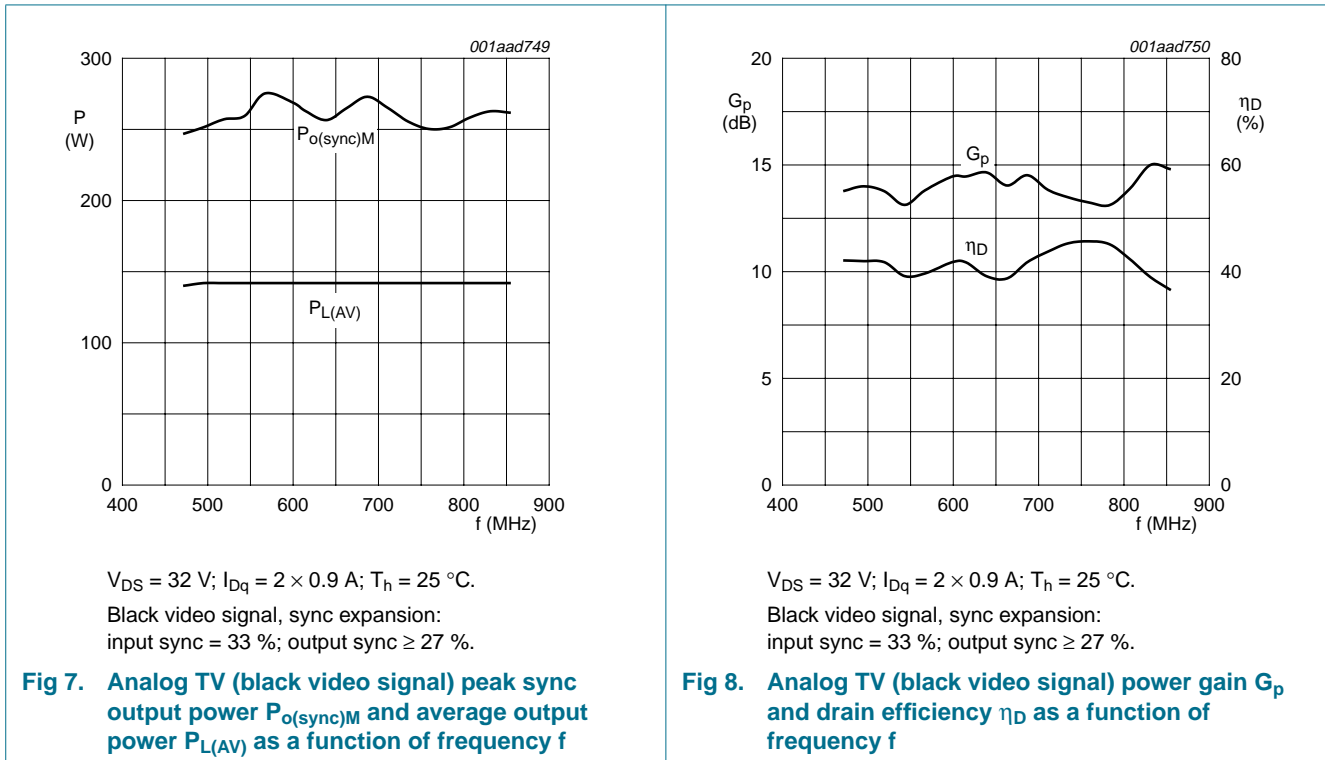 001aad749
300
200
100
0
P
(W)
Po(sync)M
PL(AV)
400 500 600 700 800 900
f (MHz)
VDS = 32 V; IDq = 2 × 0.9 A; Th = 25 °C.
Black video signal, sync expansion:
input sync = 33 %; output sync ≥ 27 %.
Fig 7. Analog TV (black video signal) peak sync
output power Po(sync)M and average output
power PL(AV) as a function of frequency f
001aad750
20
15
10
5
0
Gp
(dB)
80
60
40
20
0
ηD
(%)
Gp
ηD
400 500 600 700 800 900
f (MHz)
VDS = 32 V; IDq = 2 × 0.9 A; Th = 25 °C.
Black video signal, sync expansion:
input sync = 33 %; output sync ≥ 27 %.
Fig 8. Analog TV (black video signal) power gain Gp
and drain efficiency ηD as a function of
frequency f